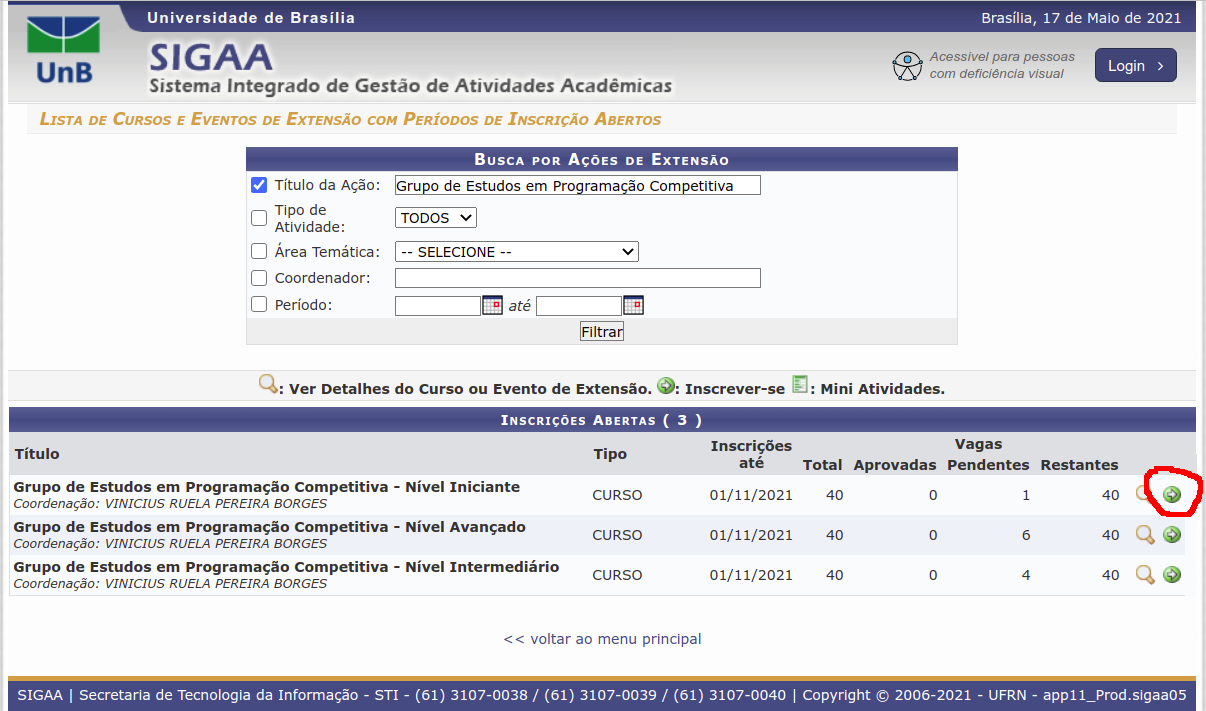 Universidade de Brasília
Brasília, 17 de Maio de 2021
UnB
SIGAA
Sistema Integrado de Gestão de Atividades Acadêmicas
Acessível para pessoas
com deficiência visual
Login >
Lista de Cursos e Eventos de Extensão com Períodos de Inscrição Abertos
Busca por Ações de Extensão
Título da Ação: Grupo de Estudos em Programação Competitiva
Tipo de
Atividade: TODOS
Área Temática: -- SELECIONE --
Coordenador:
Período: até
Filtrar
: Ver Detalhes do Curso ou Evento de Extensão. : Inscrever-se : Mini Atividades.
Inscrições Abertas ( 3 )
Título Tipo Inscrições até Vagas
Total Aprovadas Pendentes Restantes
Grupo de Estudos em Programação Competitiva - Nível Iniciante
Coordenação: VINICIUS RUELA PEREIRA BORGES
CURSO 01/11/2021 40 0 1 40
Grupo de Estudos em Programação Competitiva - Nível Avançado
Coordenação: VINICIUS RUELA PEREIRA BORGES
CURSO 01/11/2021 40 0 6 40
Grupo de Estudos em Programação Competitiva - Nível Intermediário
Coordenação: VINICIUS RUELA PEREIRA BORGES
CURSO 01/11/2021 40 0 4 40
<< voltar ao menu principal
SIGAA | Secretaria de Tecnologia da Informação - STI - (61) 3107-0038 / (61) 3107-0039 / (61) 3107-0040 | Copyright © 2006-2021 - UFRN - app11_Prod.sigaa05